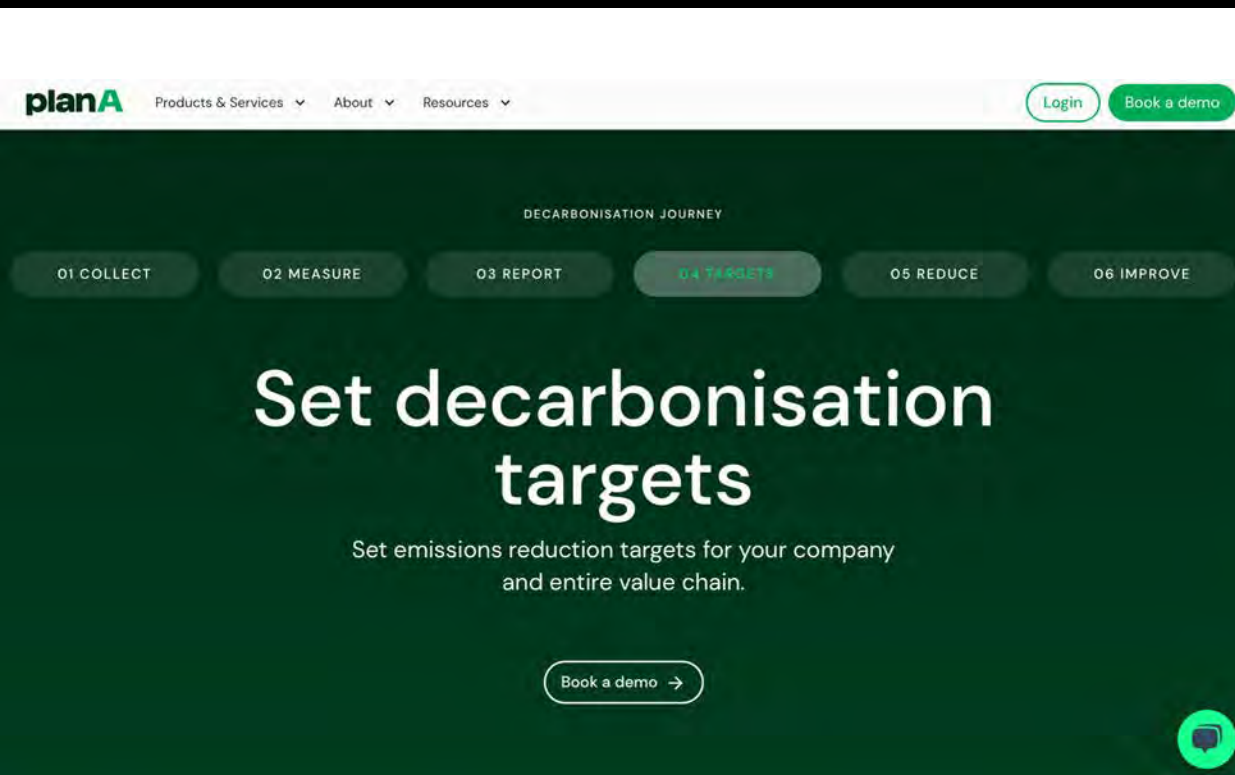 planA
Products & Services
About
Resources
Login
Book a demo
DECARBONISATION JOURNEY
01 COLLECT
02 MEASURE
03 REPORT
04 TARGETS
05 REDUCE
06 IMPROVE
Set decarbonisation
targets
Set emissions reduction targets for your company
and entire value chain.
Book a demo →